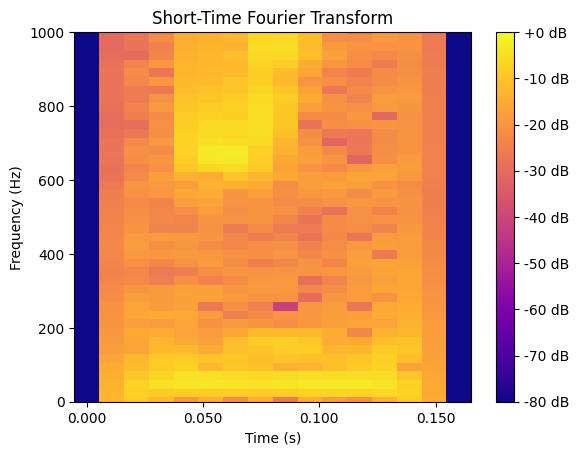 Short-Time Fourier Transform
1000
800
600
400
200
0
Frequency (Hz)
0.000
0.050
0.100
0.150
Time (s)
+0 dB
-10 dB
-20 dB
-30 dB
-40 dB
-50 dB
-60 dB
-70 dB
-80 dB